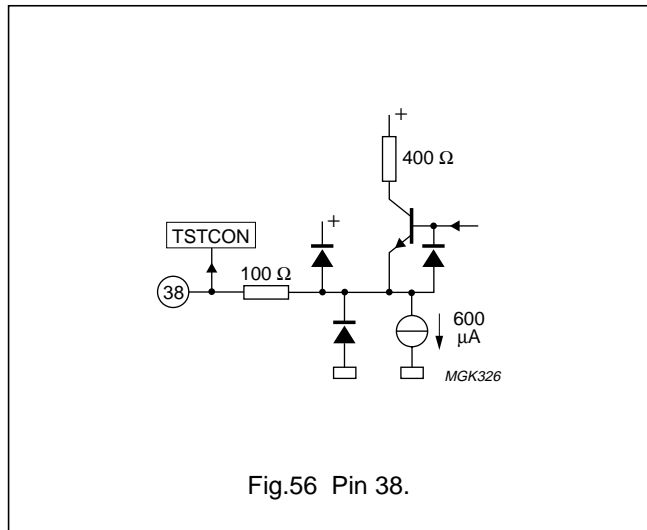 +
400 Ω
+
TSTCON
100 Ω
38
600
µA
MGK326
Fig.56 Pin 38.